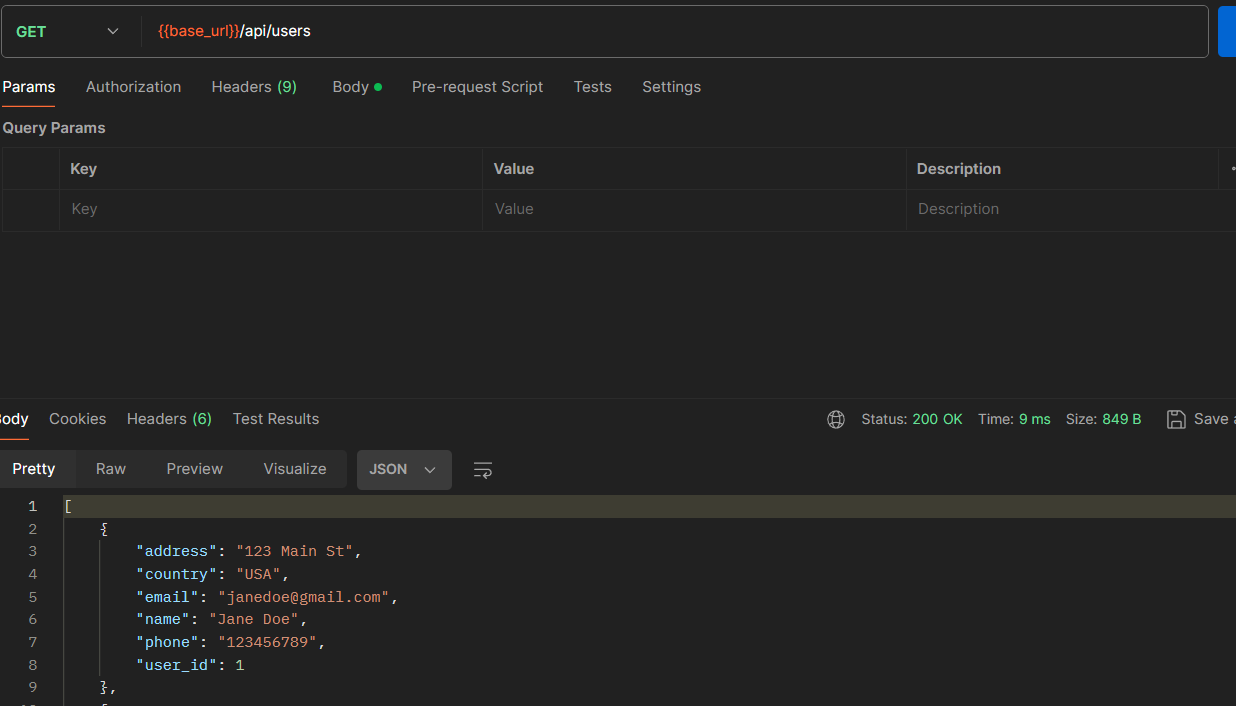 GET {{base_url}}/api/users
Params Authorization Headers (9) Body Pre-request Script Tests Settings
Query Params
Key Value Description
Key Value Description
Body Cookies Headers (6) Test Results Status: 200 OK Time: 9 ms Size: 849 B Save
Pretty Raw Preview Visualize JSON
1 [
2 {
3 "address": "123 Main St",
4 "country": "USA",
5 "email": "janedoe@gmail.com",
6 "name": "Jane Doe",
7 "phone": "123456789",
8 "user_id": 1
9 },